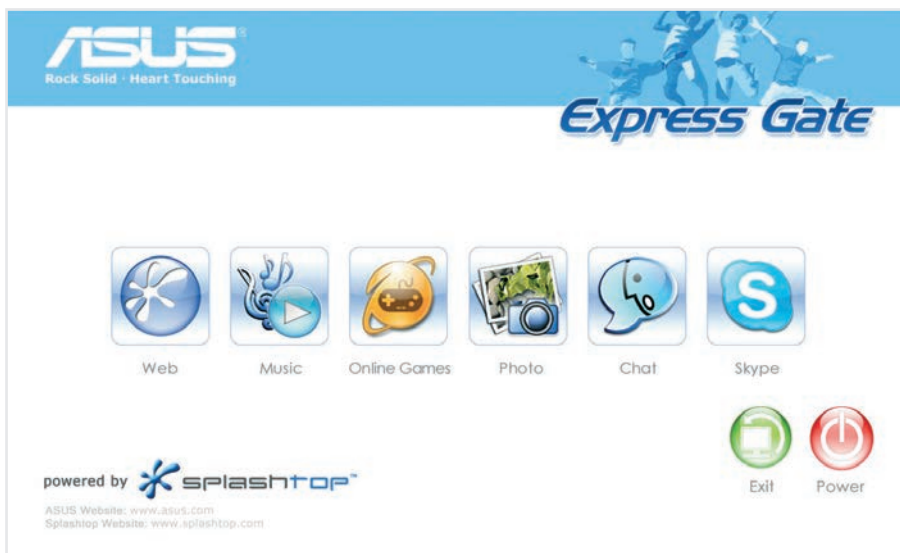 ASUS®
Rock Solid · Heart Touching
Express Gate
Web Music Online Games Photo Chat Skype
Exit Power
powered by splashtop™
ASUS Website: www.asus.com
Splashtop Website: www.splashtop.com